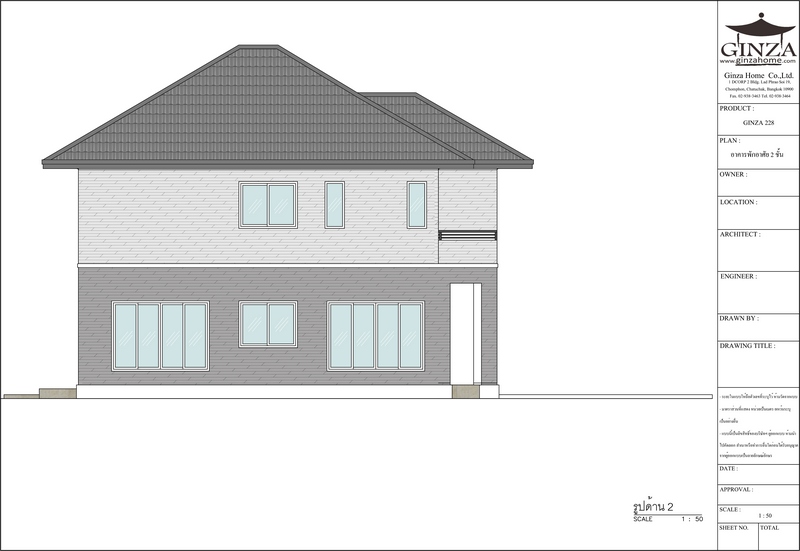 GINZA
www.ginzahome.com
Ginza Home Co.,Ltd.
1 DCORP 2 Bldg. Lad Phrao Soi 19,
Chomphon, Chatuchak, Bangkok 10900
Fax. 02-938-3463 Tel. 02-938-3464
PRODUCT :
GINZA 228
PLAN :
อาคารพักอาศัย 2 ชั้น
OWNER :
LOCATION :
ARCHITECT :
ENGINEER :
DRAWN BY :
DRAWING TITLE :
DATE :
APPROVAL :
SCALE :
1 : 50
SHEET NO. TOTAL
รูปด้าน 2
SCALE 1 : 50